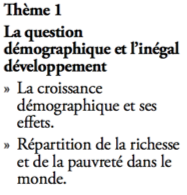 Thème 1
La question
démographique et l'inégal
développement
» La croissance
démographique et ses
effets.
» Répartition de la richesse
et de la pauvreté dans le
monde.